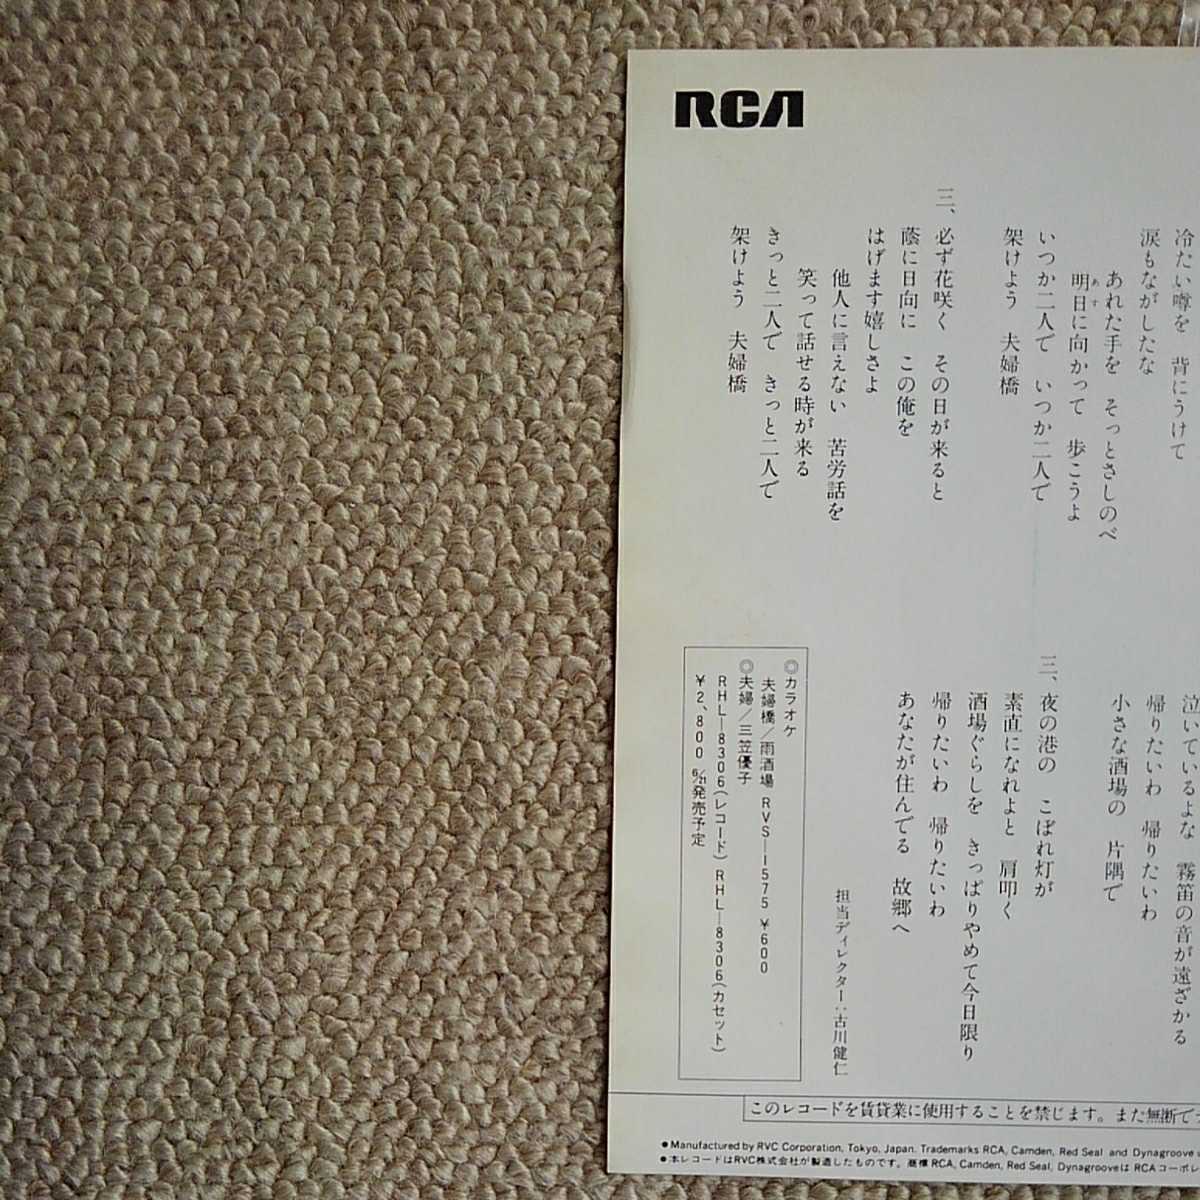 RCA
冷たい噂を 背にうけて
涙もながしたな
あれた手を そっとさしのべ
明日に向かって 歩こうよ
あす
いつか二人で いつか二人で
架けよう 夫婦橋
三、必ず花咲く その日が来ると
蔭に日向に この俺を
はげます嬉しさよ
他人に言えない 苦労話を
笑って話せる時が来る
きっと二人で きっと二人で
架けよう 夫婦橋
泣いているよな 霧笛の音が遠ざかる
帰りたいわ 帰りたいわ
小さな酒場の 片隅で
三、夜の港の こぼれ灯が
素直になれよと 肩叩く
酒場ぐらしを きっぱりやめて今日限り
帰りたいわ 帰りたいわ
あなたが住んでる 故郷へ
担当ディレクター：古川健仁
◎カラオケ
夫婦橋／雨酒場 RVS―1575 ￥600
◎夫婦／三笠優子
RHL―8306(レコード) RHL―8306(カセット)
￥2,800 6/21発売予定
このレコードを賃貸業に使用することを禁じます。また無断で
●Manufactured by RVC Corporation, Tokyo, Japan. Trademarks RCA, Camden, Red Seal and Dynagroove
●本レコードはRVC株式会社が製造したものです。商標RCA, Camden, Red Seal, DynagrooveはRCAコーポレ